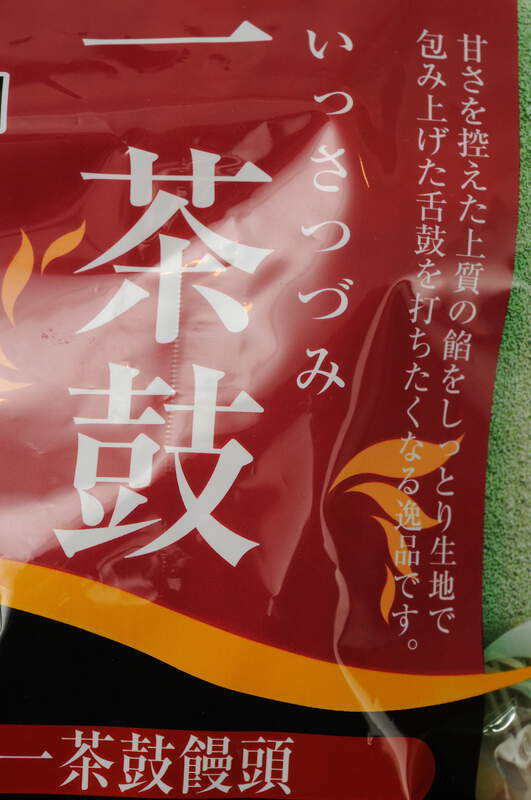 甘さを控えた上質の餡をしっとり生地で
包み上げた舌鼓を打ちたくなる逸品です。
いっさつづみ
一茶鼓
一茶鼓饅頭